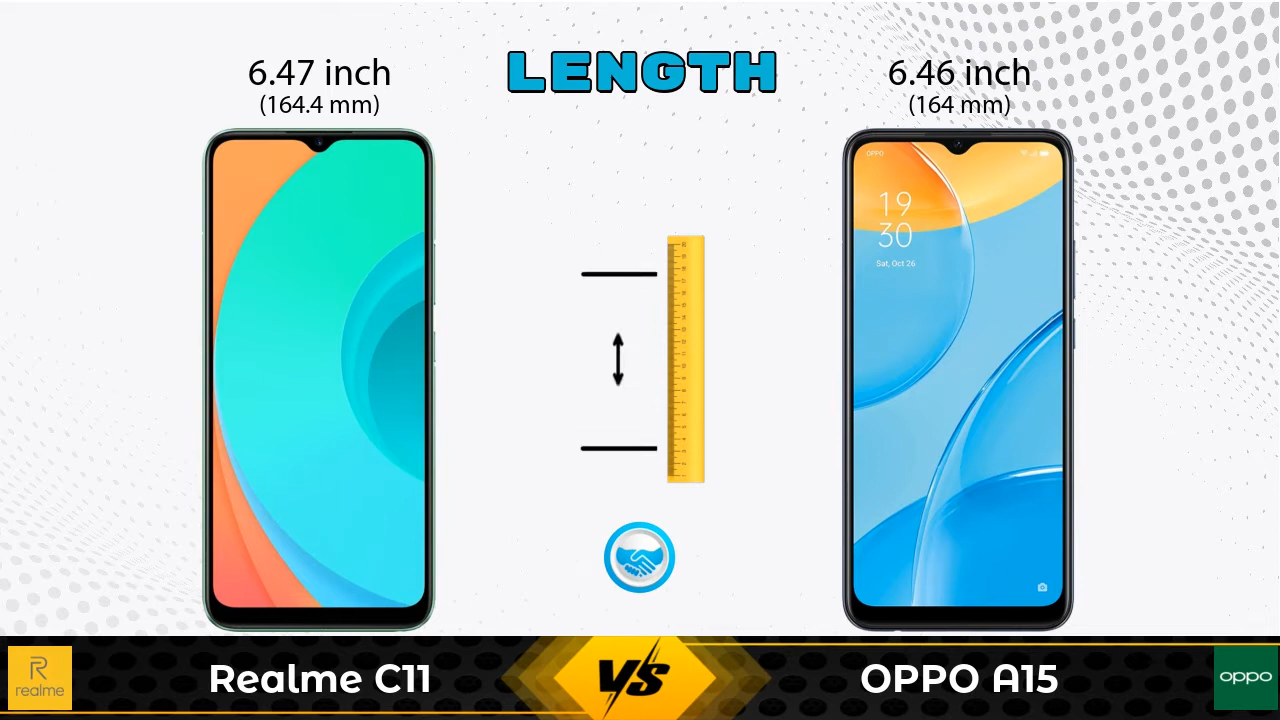 LENGTH
6.47 inch
(164.4 mm)
6.46 inch
(164 mm)
OPPO
19
30
Sat, Oct 26
Realme C11
VS
OPPO A15
R
realme
oppo